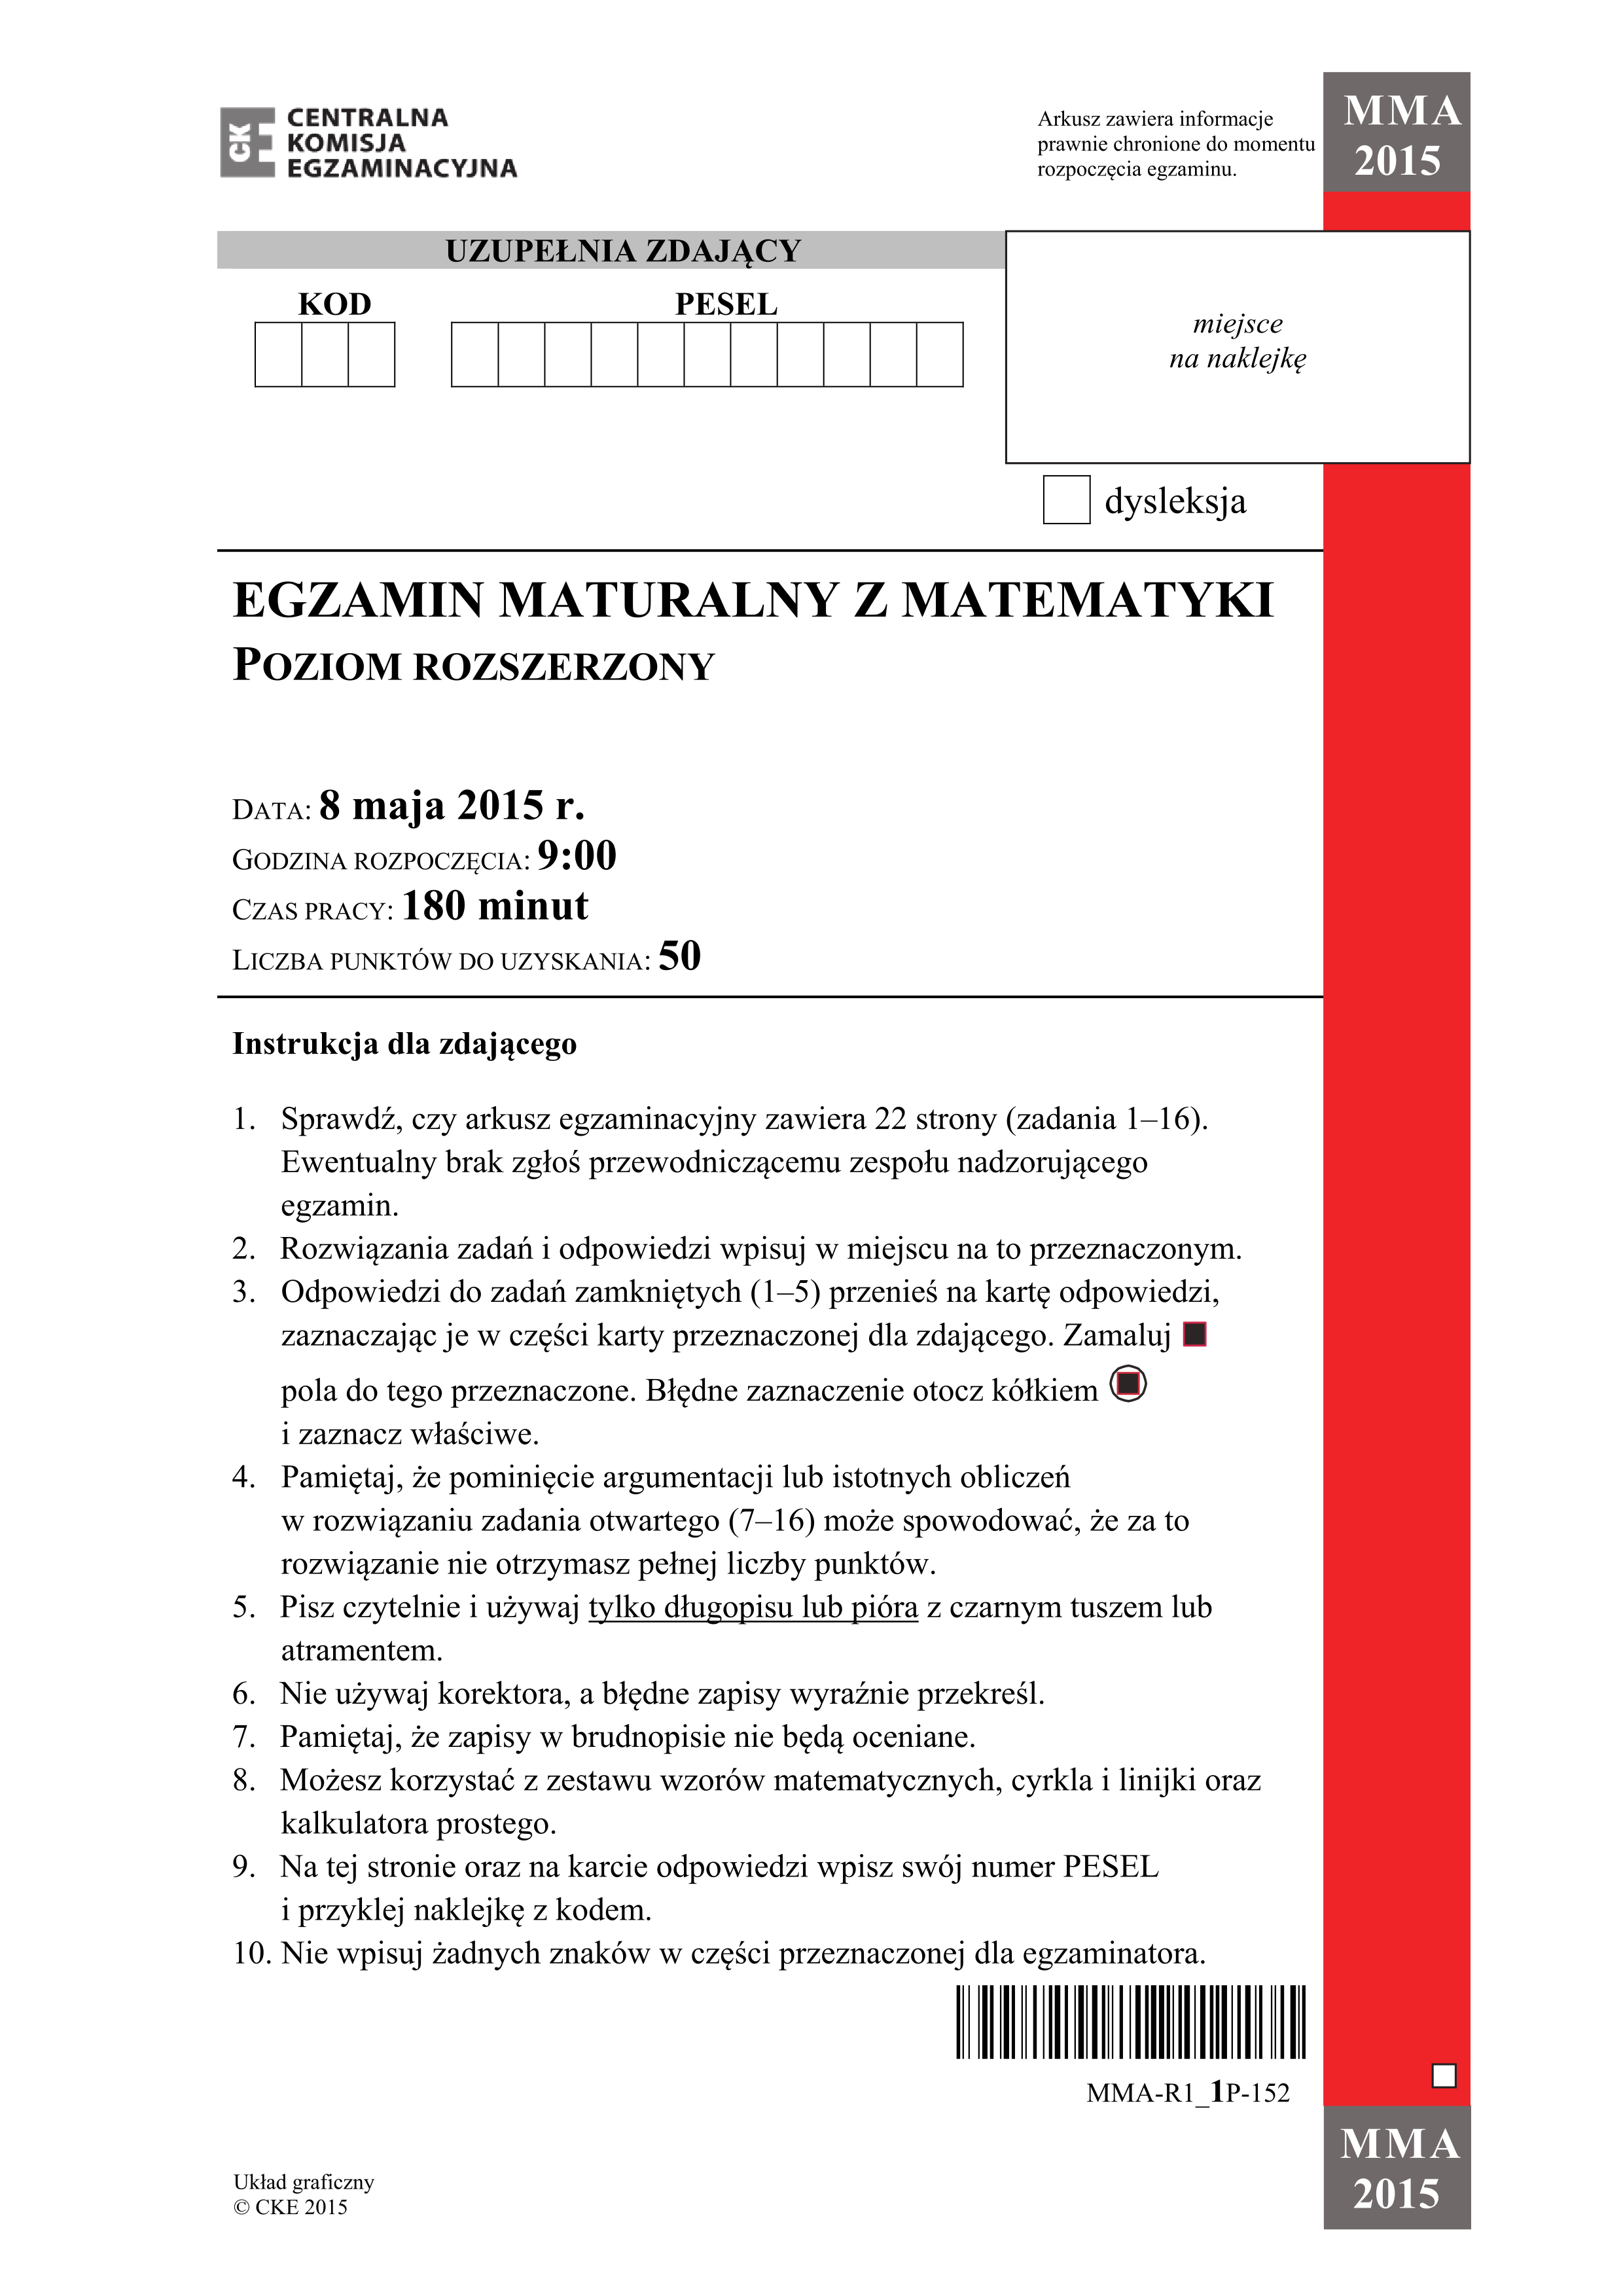 CK
CENTRALNA
KOMISJA
EGZAMINACYJNA
Arkusz zawiera informacje
prawnie chronione do momentu
rozpoczęcia egzaminu.
MMA
2015
UZUPEŁNIA ZDAJĄCY
KOD
PESEL
miejsce
na naklejkę
dysleksja
EGZAMIN MATURALNY Z MATEMATYKI
POZIOM ROZSZERZONY
DATA: 8 maja 2015 r.
GODZINA ROZPOCZĘCIA: 9:00
CZAS PRACY: 180 minut
LICZBA PUNKTÓW DO UZYSKANIA: 50
Instrukcja dla zdającego
1. Sprawdź, czy arkusz egzaminacyjny zawiera 22 strony (zadania 1–16).
Ewentualny brak zgłoś przewodniczącemu zespołu nadzorującego
egzamin.
2. Rozwiązania zadań i odpowiedzi wpisuj w miejscu na to przeznaczonym.
3. Odpowiedzi do zadań zamkniętych (1–5) przenieś na kartę odpowiedzi,
zaznaczając je w części karty przeznaczonej dla zdającego. Zamaluj
pola do tego przeznaczone. Błędne zaznaczenie otocz kółkiem
i zaznacz właściwe.
4. Pamiętaj, że pominięcie argumentacji lub istotnych obliczeń
w rozwiązaniu zadania otwartego (7–16) może spowodować, że za to
rozwiązanie nie otrzymasz pełnej liczby punktów.
5. Pisz czytelnie i używaj tylko długopisu lub pióra z czarnym tuszem lub
atramentem.
6. Nie używaj korektora, a błędne zapisy wyraźnie przekreśl.
7. Pamiętaj, że zapisy w brudnopisie nie będą oceniane.
8. Możesz korzystać z zestawu wzorów matematycznych, cyrkla i linijki oraz
kalkulatora prostego.
9. Na tej stronie oraz na karcie odpowiedzi wpisz swój numer PESEL
i przyklej naklejkę z kodem.
10. Nie wpisuj żadnych znaków w części przeznaczonej dla egzaminatora.
MMA-R1_1P-152
MMA
2015
Układ graficzny
© CKE 2015